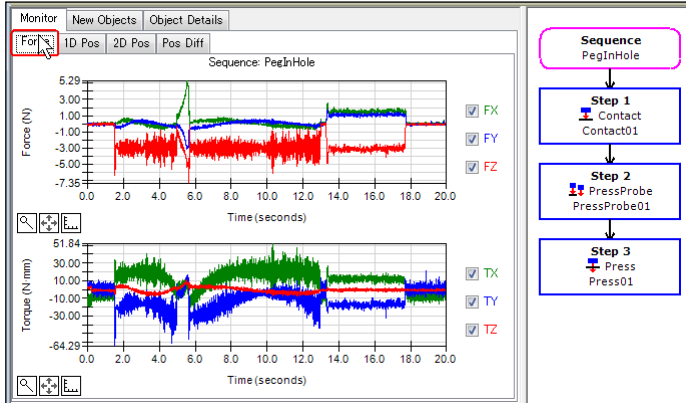 Monitor New Objects Object Details
Force 1D Pos 2D Pos Pos Diff
Sequence: PegInHole
Force (N)
5.29
3.00
1.00
-1.00
-3.00
-5.00
-7.35
0.0 2.0 4.0 6.0 8.0 10.0 12.0 14.0 16.0 18.0 20.0
Time (seconds)
FX
FY
FZ
Torque (N·mm)
51.84
30.00
10.00
-10.00
-30.00
-64.29
0.0 2.0 4.0 6.0 8.0 10.0 12.0 14.0 16.0 18.0 20.0
Time (seconds)
TX
TY
TZ
Sequence
PegInHole
Step 1
Contact
Contact01
Step 2
PressProbe
PressProbe01
Step 3
Press
Press01